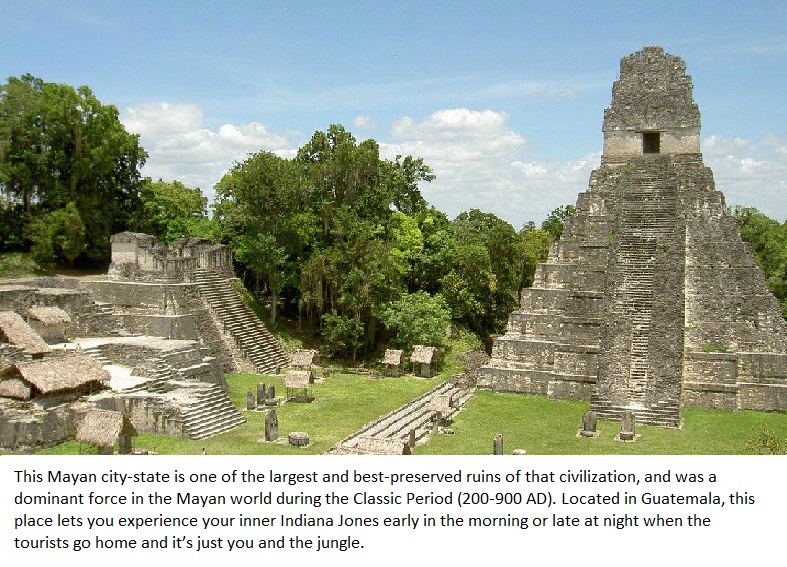 This Mayan city-state is one of the largest and best-preserved ruins of that civilization, and was a
dominant force in the Mayan world during the Classic Period (200-900 AD). Located in Guatemala, this
place lets you experience your inner Indiana Jones early in the morning or late at night when the
tourists go home and it’s just you and the jungle.